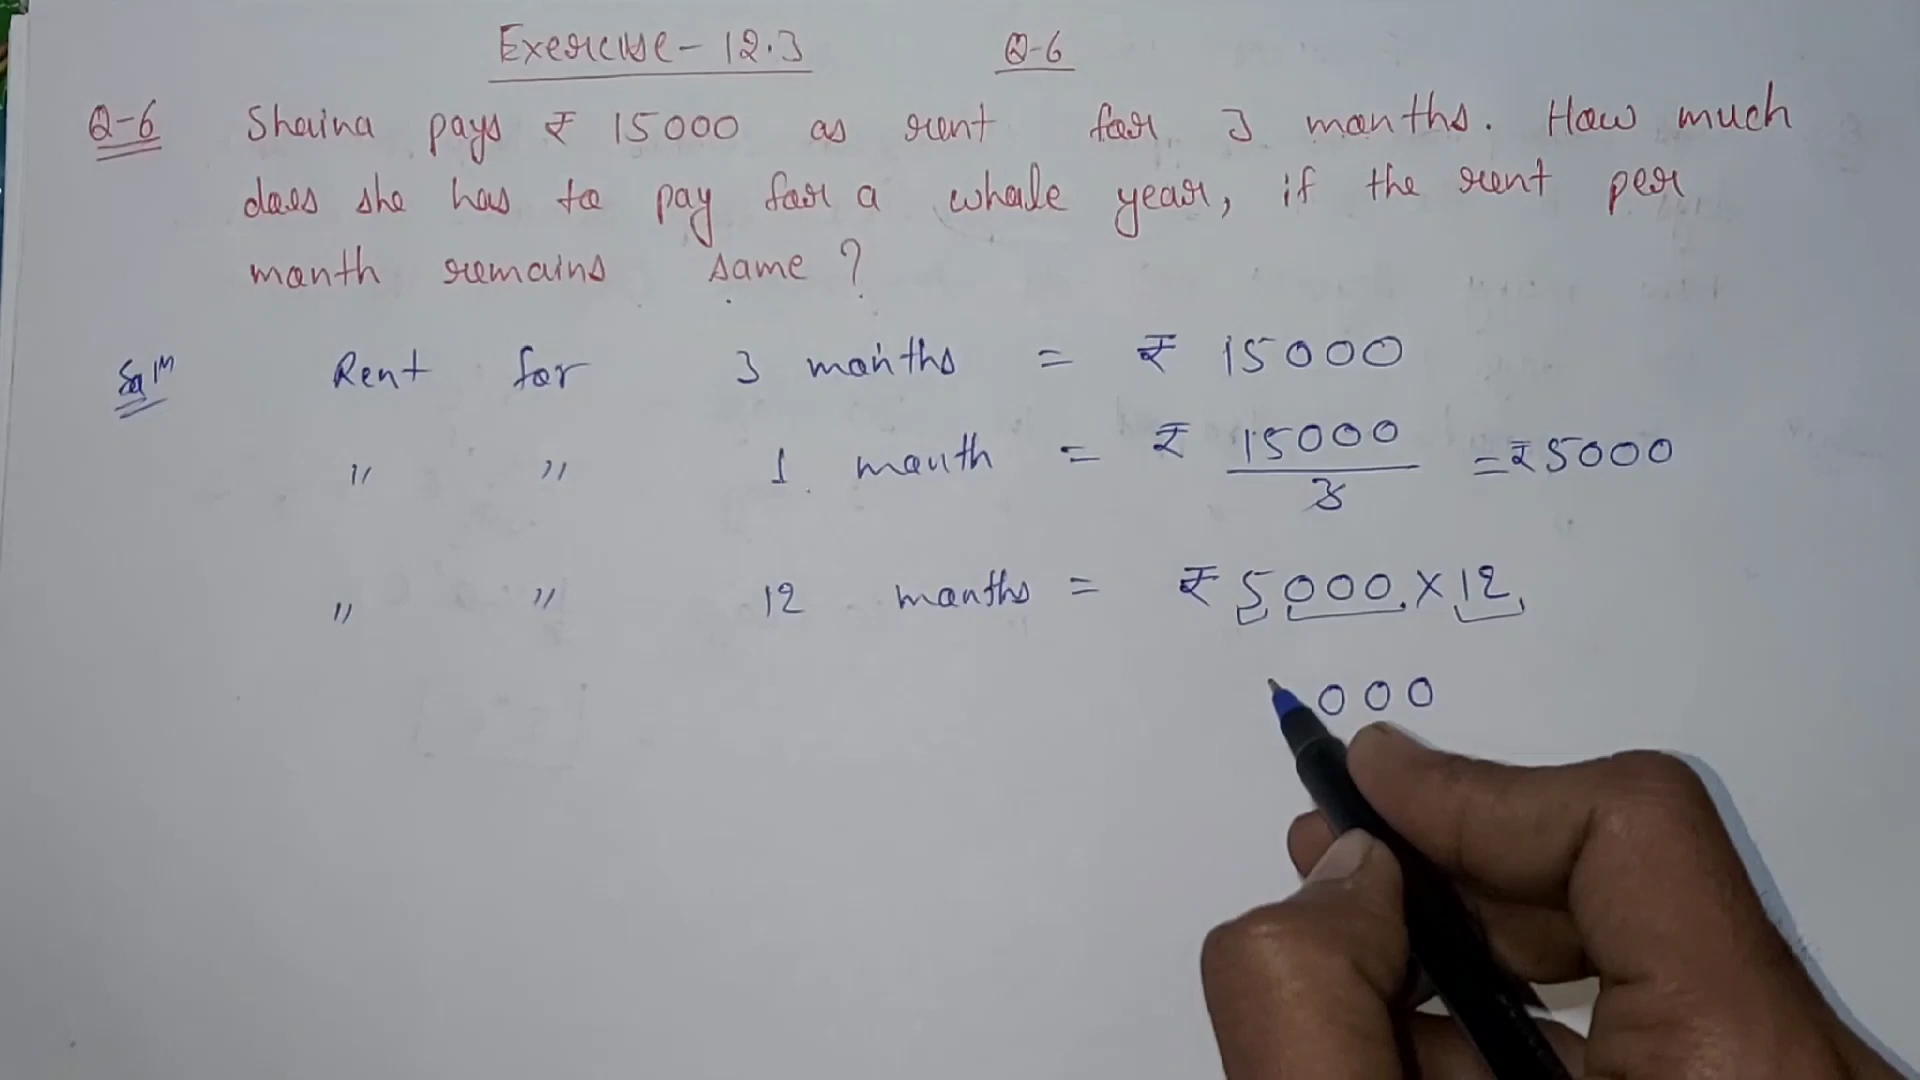 Exercise - 12.3 Q-6
Q-6 Shaina pays ₹ 15000 as rent for 3 months. How much
does she has to pay for a whole year, if the rent per
month remains same ?
Solⁿ Rent for 3 months = ₹ 15000
" " 1 month = ₹ 15000/3 = ₹ 5000
" " 12 months = ₹ 5000 × 12
000